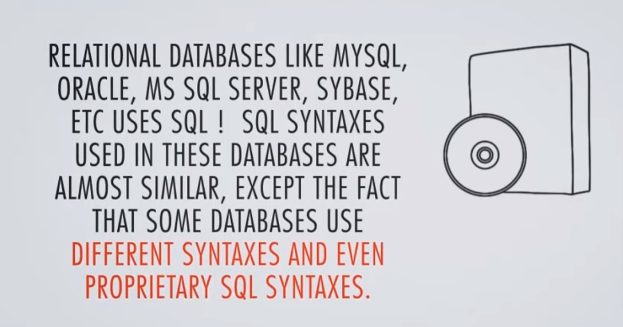 RELATIONAL DATABASES LIKE MYSQL,
ORACLE, MS SQL SERVER, SYBASE,
ETC USES SQL ! SQL SYNTAXES
USED IN THESE DATABASES ARE
ALMOST SIMILAR, EXCEPT THE FACT
THAT SOME DATABASES USE
DIFFERENT SYNTAXES AND EVEN
PROPRIETARY SQL SYNTAXES.